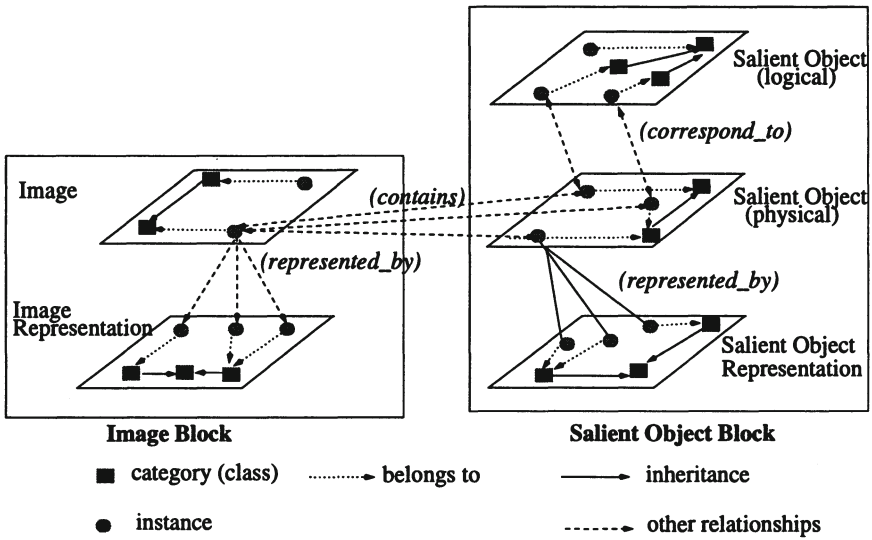 Salient Object
(logical)
(correspond_to)
Image
(contains)
Salient Object
(physical)
(represented_by)
(represented_by)
Image
Representation
Salient Object
Representation
Image Block
Salient Object Block
category (class)
belongs to
inheritance
instance
other relationships